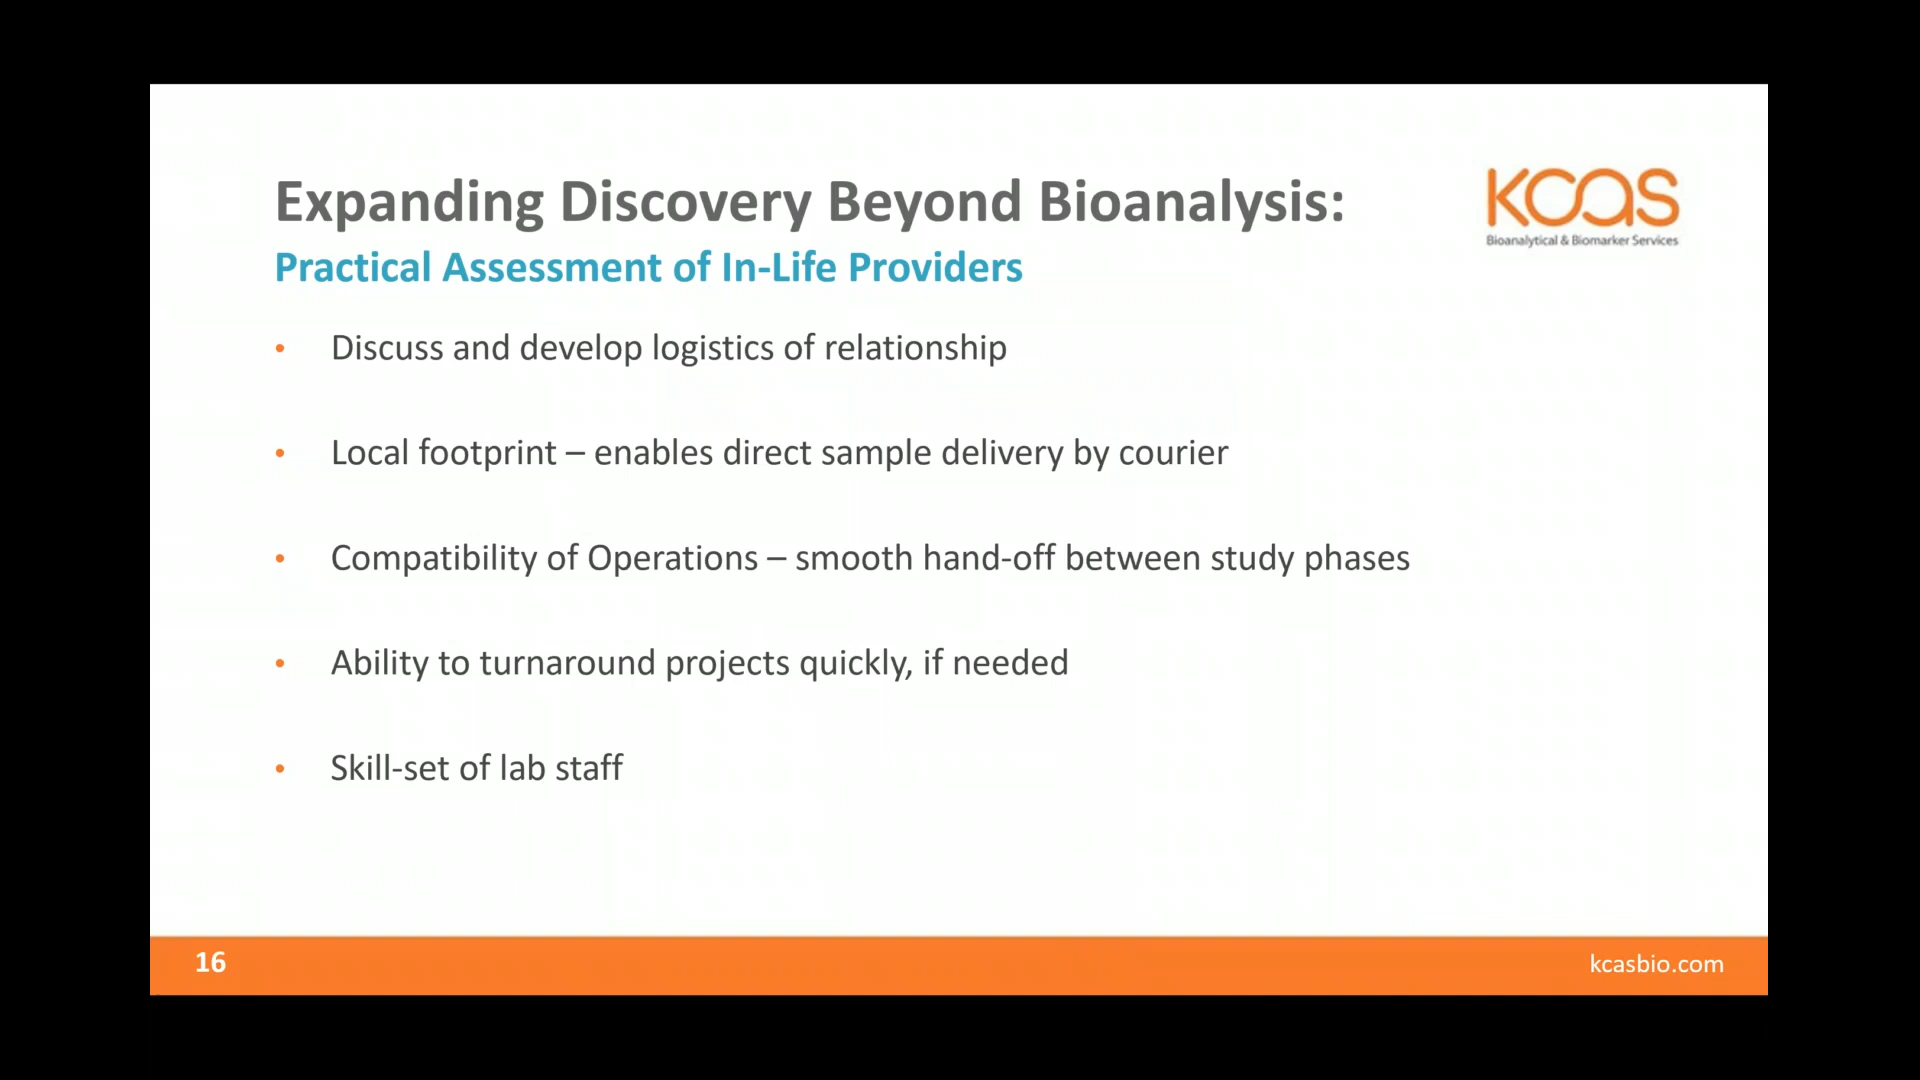 Expanding Discovery Beyond Bioanalysis:
Practical Assessment of In-Life Providers
kcas
Bioanalytical & Biomarker Services
• Discuss and develop logistics of relationship
• Local footprint – enables direct sample delivery by courier
• Compatibility of Operations – smooth hand-off between study phases
• Ability to turnaround projects quickly, if needed
• Skill-set of lab staff
16
kcasbio.com